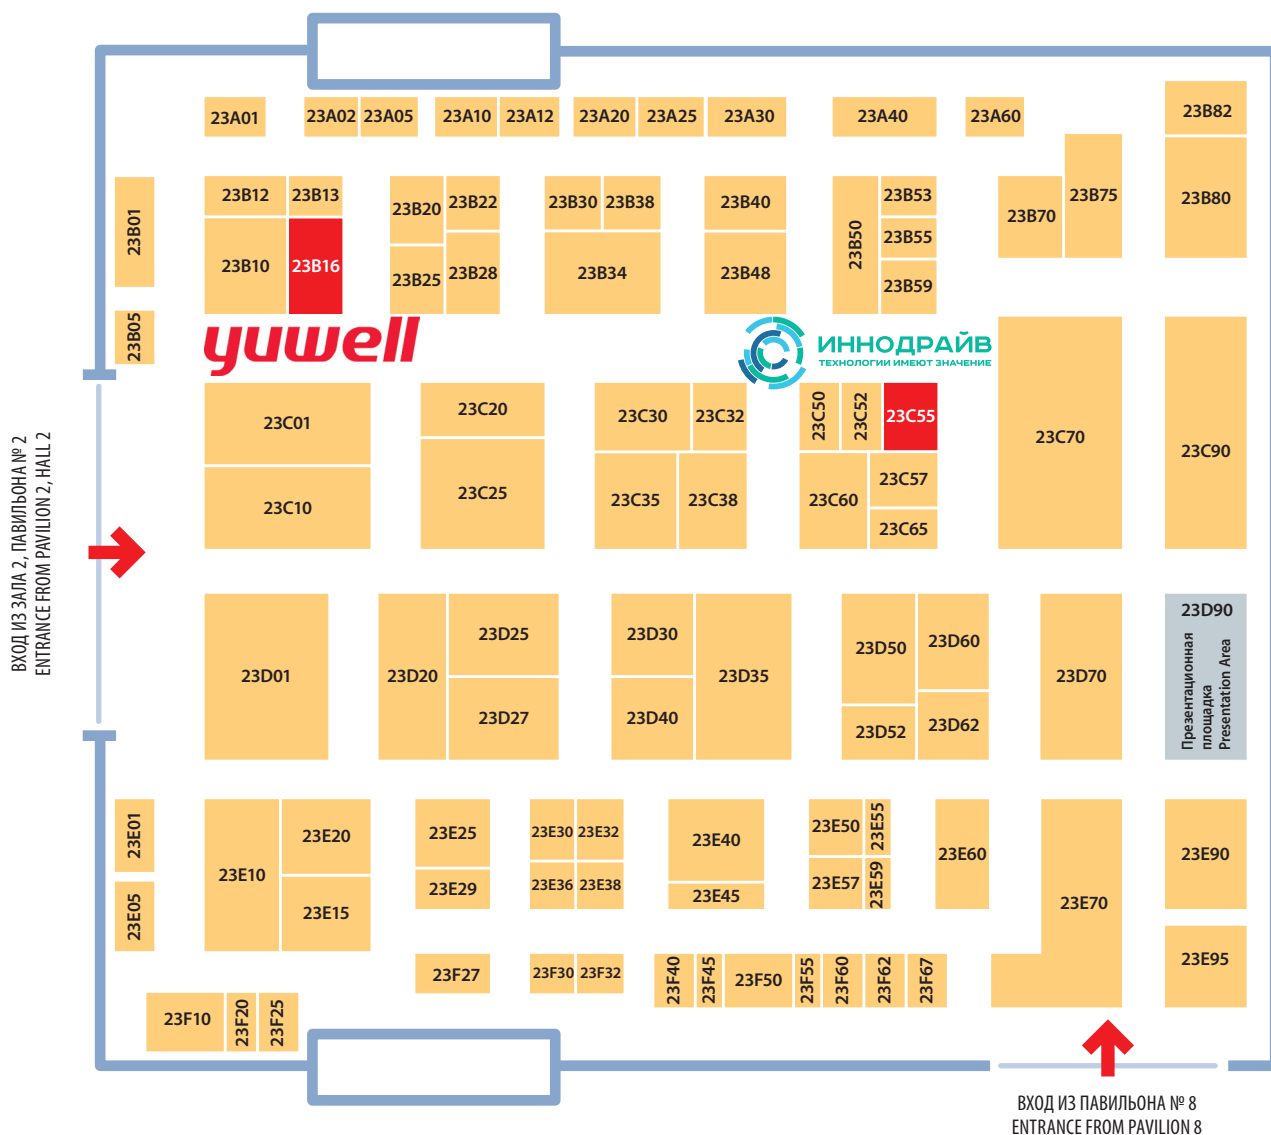 23A01
23A02
23A05
23A10
23A12
23A20
23A25
23A30
23A40
23A60
23B82
23B01
23B05
23B12
23B13
23B10
23B16
23B20
23B22
23B25
23B28
23B30
23B38
23B34
23B40
23B48
23B50
23B53
23B55
23B59
23B70
23B75
23B80
yuwell
ИННОДРАЙВ
ТЕХНОЛОГИИ ИМЕЮТ ЗНАЧЕНИЕ
23C01
23C10
23C20
23C25
23C30
23C32
23C35
23C38
23C50
23C52
23C55
23C57
23C60
23C65
23C70
23C90
ВХОД ИЗ ЗАЛА 2, ПАВИЛЬОНА № 2
ENTRANCE FROM PAVILION 2, HALL 2
23D01
23D20
23D25
23D27
23D30
23D40
23D35
23D50
23D52
23D60
23D62
23D70
23D90
Презентационная
площадка
Presentation Area
23E01
23E05
23E10
23E20
23E15
23E25
23E29
23E30
23E32
23E36
23E38
23E40
23E45
23E50
23E55
23E57
23E59
23E60
23E70
23E90
23E95
23F27
23F30
23F32
23F40
23F45
23F50
23F55
23F60
23F62
23F67
23F10
23F20
23F25
ВХОД ИЗ ПАВИЛЬОНА № 8
ENTRANCE FROM PAVILION 8